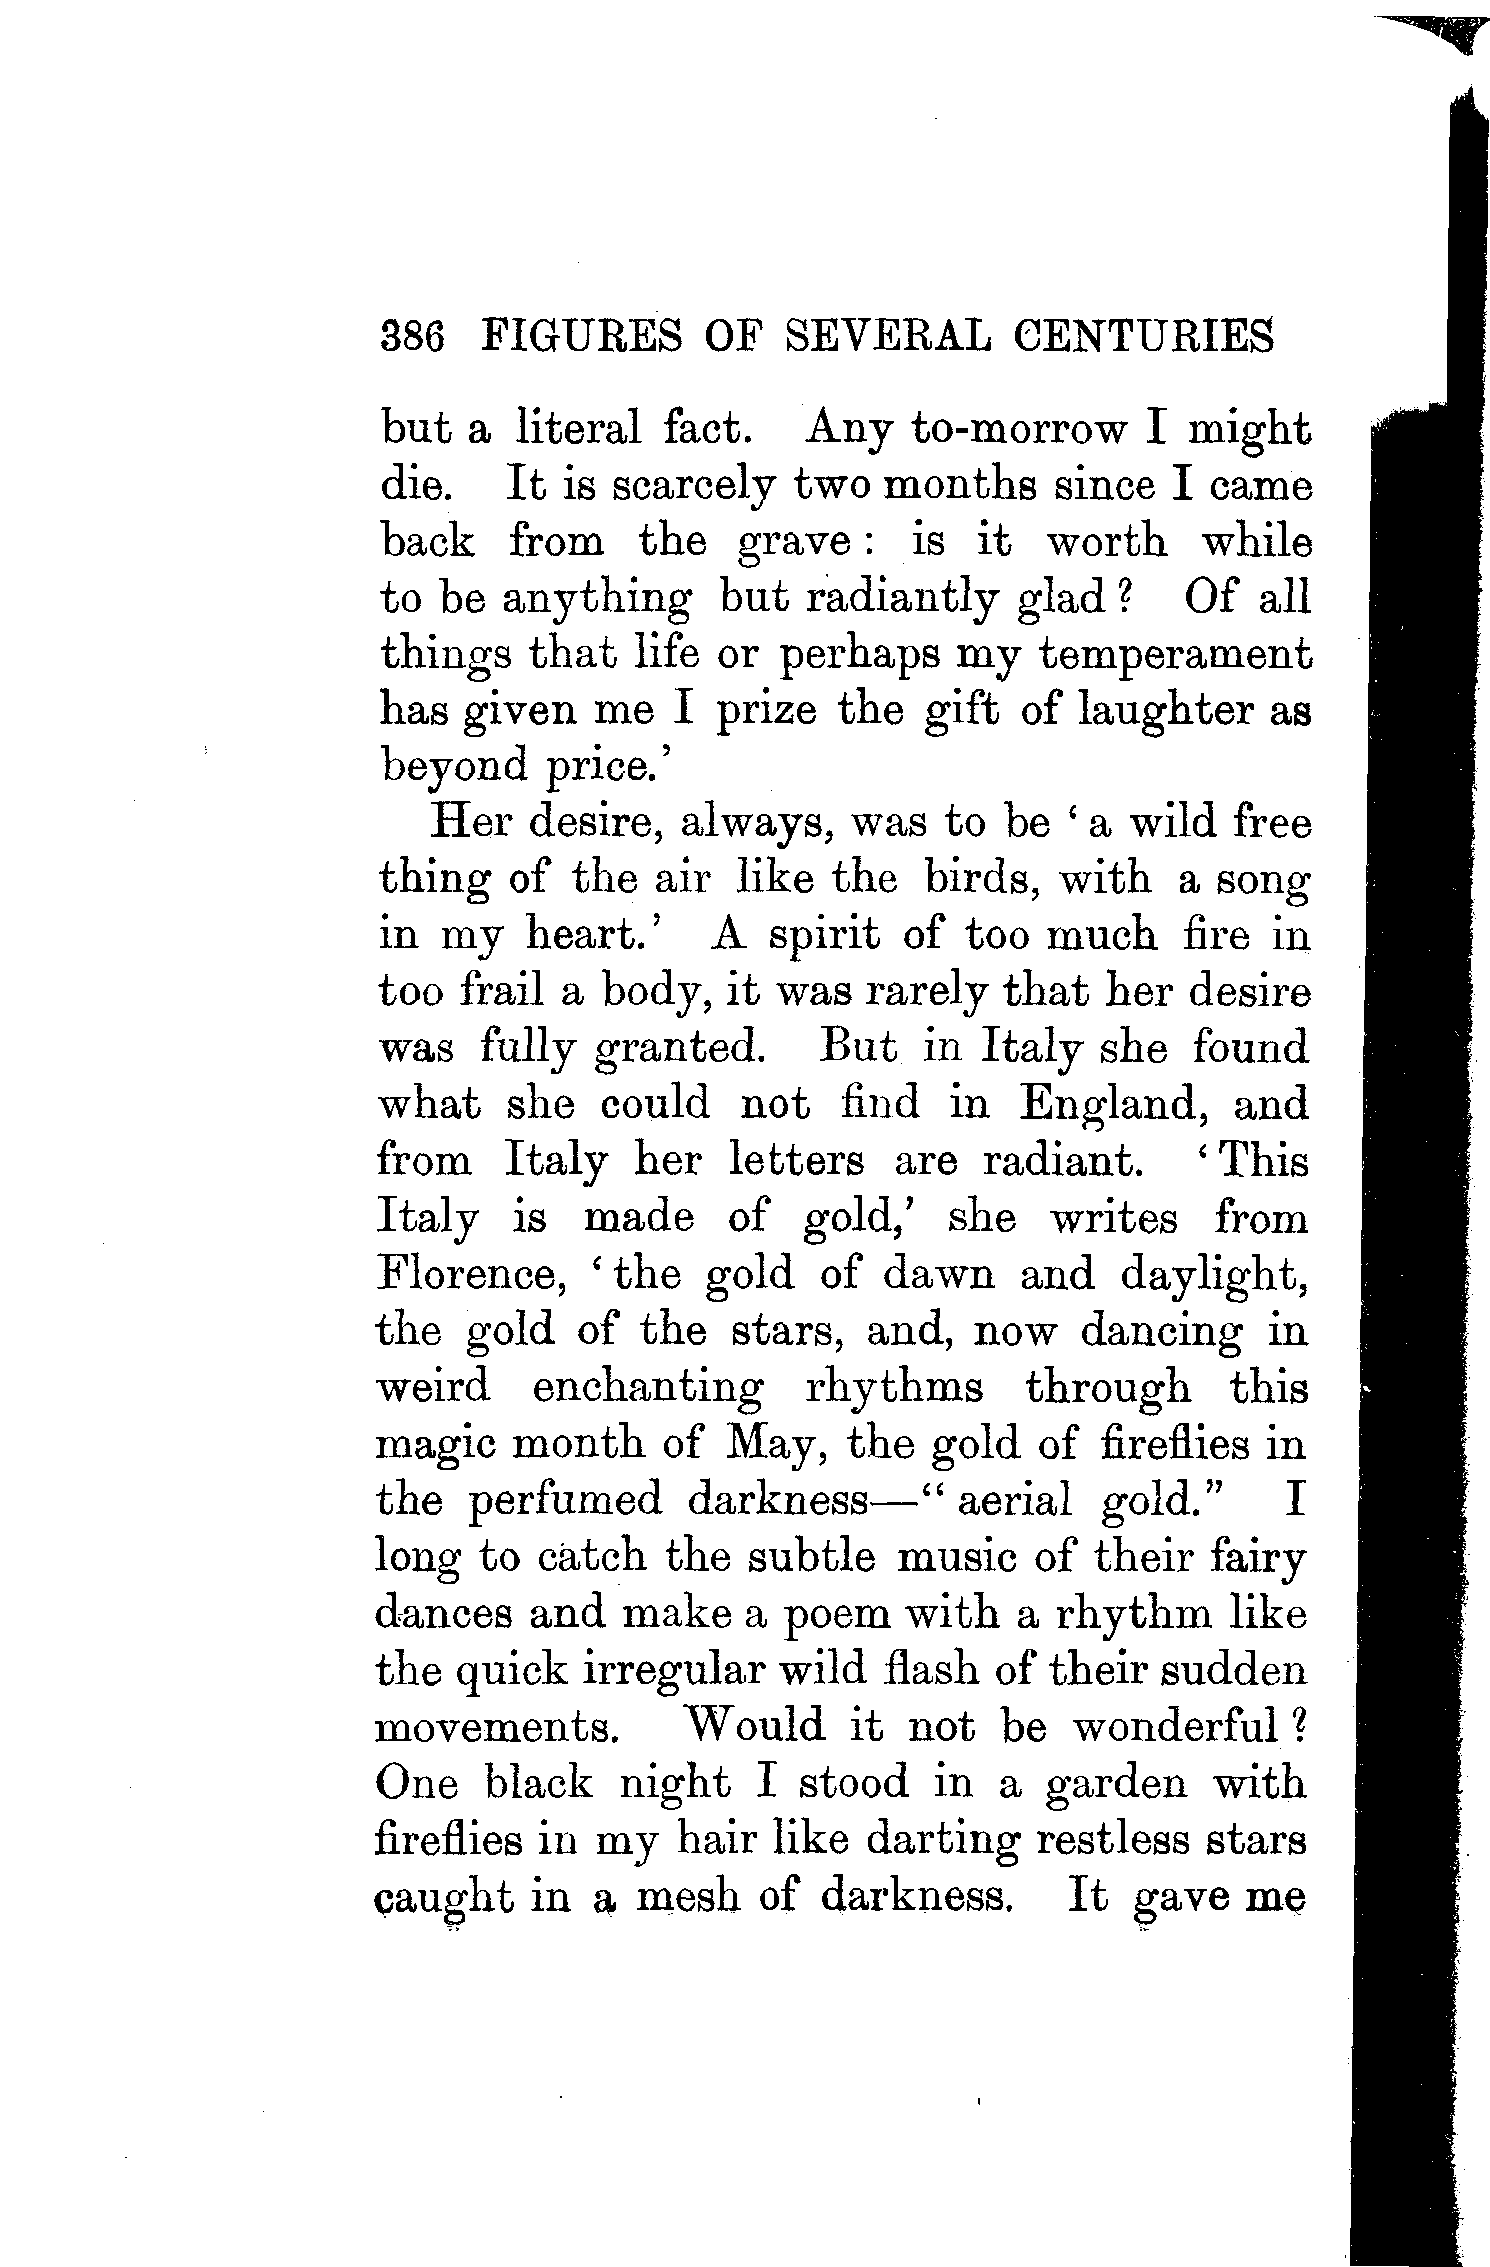 386 FIGURES OF SEVERAL CENTURIES
but a literal fact. Any to-morrow I might
die. It is scarcely two months since I came
back from the grave : is it worth while
to be anything but radiantly glad ? Of all
things that life or perhaps my temperament
has given me I prize the gift of laughter as
beyond price.'
Her desire, always, was to be ‘ a wild free
thing of the air like the birds, with a song
in my heart.’ A spirit of too much fire in
too frail a body, it was rarely that her desire
was fully granted. But in Italy she found
what she could not find in England, and
from Italy her letters are radiant. ‘ This
Italy is made of gold,’ she writes from
Florence, ‘ the gold of dawn and daylight,
the gold of the stars, and, now dancing in
weird enchanting rhythms through this
magic month of May, the gold of fireflies in
the perfumed darkness—“ aerial gold.” I
long to catch the subtle music of their fairy
dances and make a poem with a rhythm like
the quick irregular wild flash of their sudden
movements. Would it not be wonderful ?
One black night I stood in a garden with
fireflies in my hair like darting restless stars
caught in a mesh of darkness. It gave me